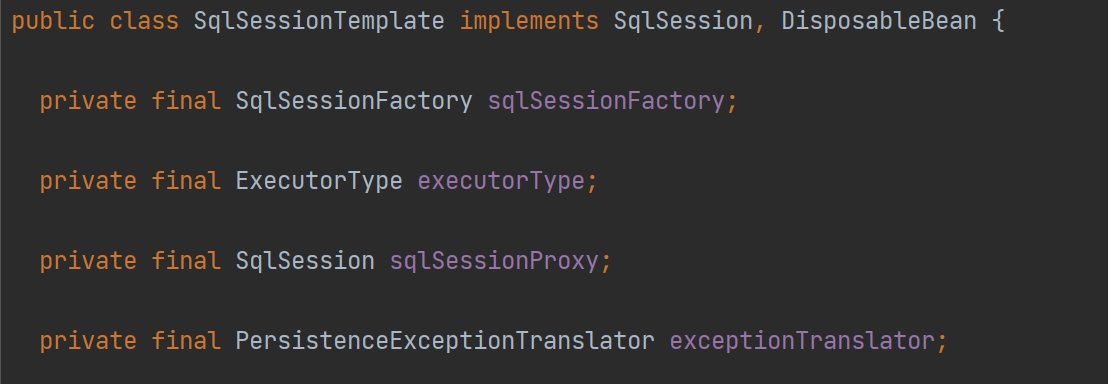 public class SqlSessionTemplate implements SqlSession, DisposableBean {
private final SqlSessionFactory sqlSessionFactory;
private final ExecutorType executorType;
private final SqlSession sqlSessionProxy;
private final PersistenceExceptionTranslator exceptionTranslator;